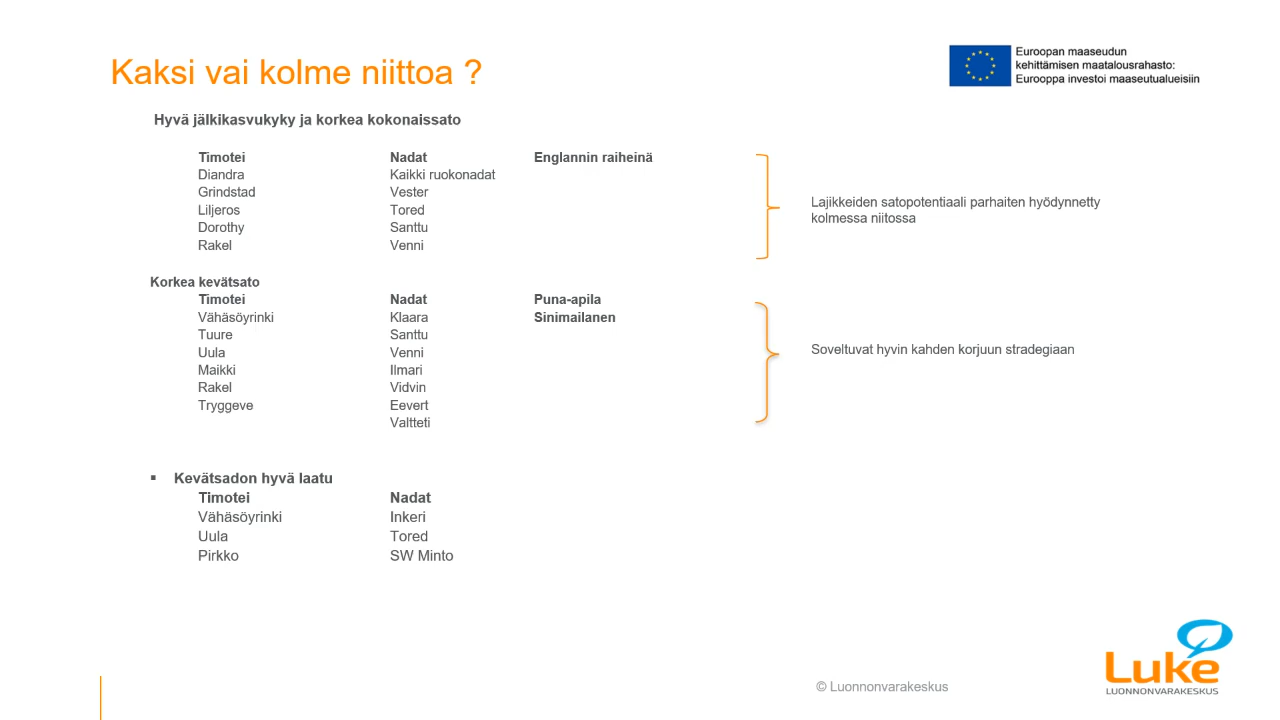 Kaksi vai kolme niittoa ?
Euroopan maaseudun
kehittämisen maatalousrahasto:
Eurooppa investoi maaseutualueisiin
Hyvä jälkikasvukyky ja korkea kokonaissato
Timotei Nadat Englannin raiheinä
Diandra Kaikki ruokonadat
Grindstad Vester
Liljeros Tored
Dorothy Santtu
Rakel Venni
Lajikkeiden satopotentiaali parhaiten hyödynnetty
kolmessa niitossa
Korkea kevätsato
Timotei Nadat Puna-apila
Vähäsöyrinki Klaara Sinimailanen
Tuure Santtu
Uula Venni
Maikki Ilmari
Rakel Vidvin
Tryggeve Eevert
Valtteti
Soveltuvat hyvin kahden korjuun stradegiaan
▪ Kevätsadon hyvä laatu
Timotei Nadat
Vähäsöyrinki Inkeri
Uula Tored
Pirkko SW Minto
© Luonnonvarakeskus
Luke
LUONNONVARAKESKUS